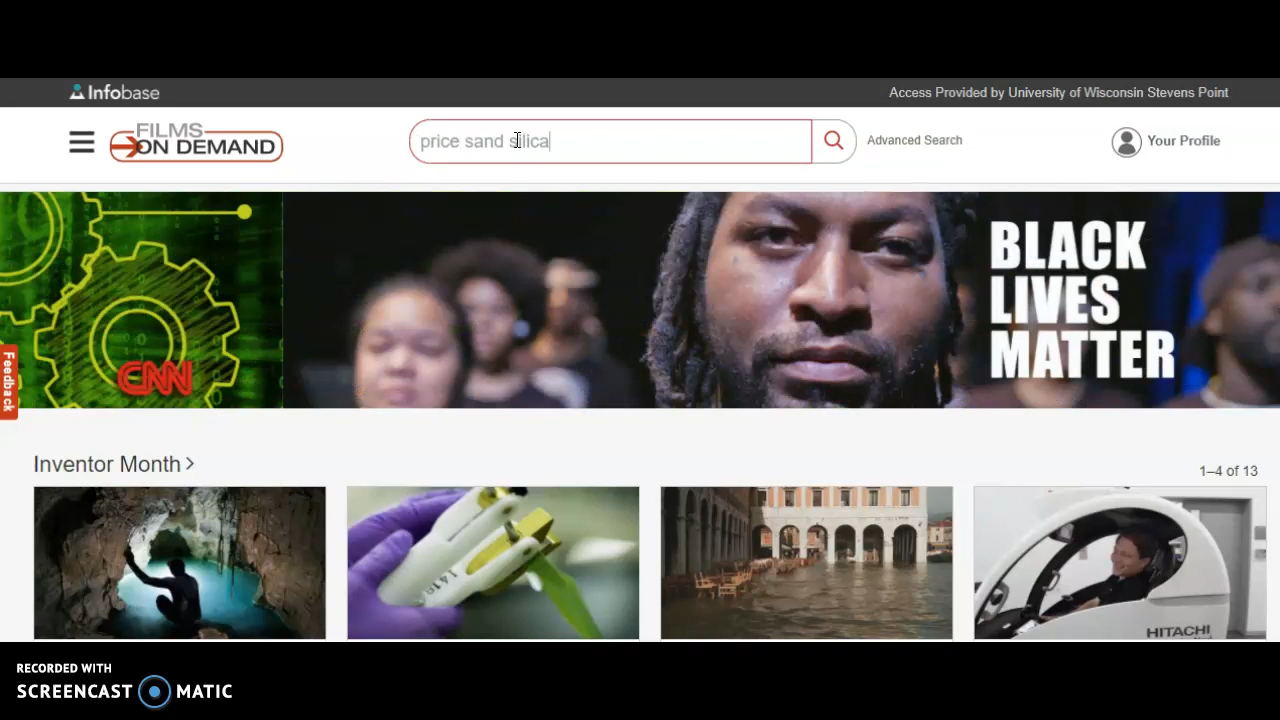 Infobase
Access Provided by University of Wisconsin Stevens Point
FILMS
ON DEMAND
price sand silica
Advanced Search
Your Profile
CNN
BLACK
LIVES
MATTER
Feedback
Inventor Month >
1–4 of 13
HITACHI
RECORDED WITH
SCREENCAST MATIC